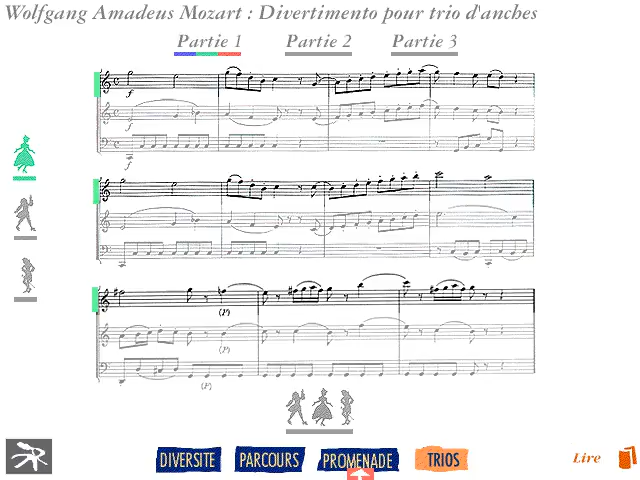 Wolfgang Amadeus Mozart : Divertimento pour trio d'anches
Partie 1 Partie 2 Partie 3
f
f
f
(P)
(P)
(P)
DIVERSITE PARCOURS PROMENADE TRIOS
Lire